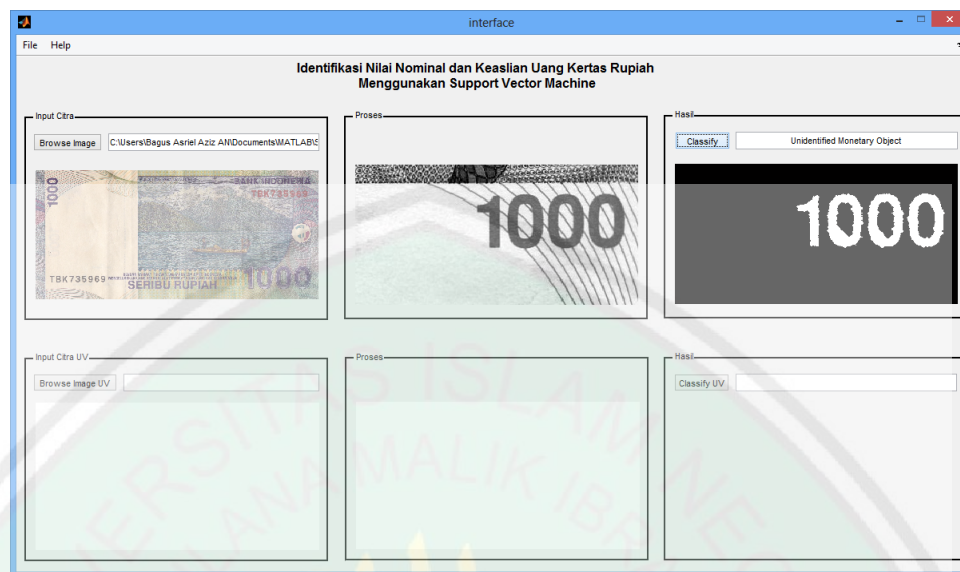 interface
File Help
Identifikasi Nilai Nominal dan Keaslian Uang Kertas Rupiah
Menggunakan Support Vector Machine
Input Citra
Proses
Hasil
Browse Image
C:\Users\Bagus Asriel Aziz AN\Documents\MATLAB\S
Classify
Unidentified Monetary Object
1000
BANK INDONESIA
TBK735969
TBK735969
SERIBU RUPIAH
1000
1000
1000
Input Citra UV
Proses
Hasil
Browse Image UV
Classify UV